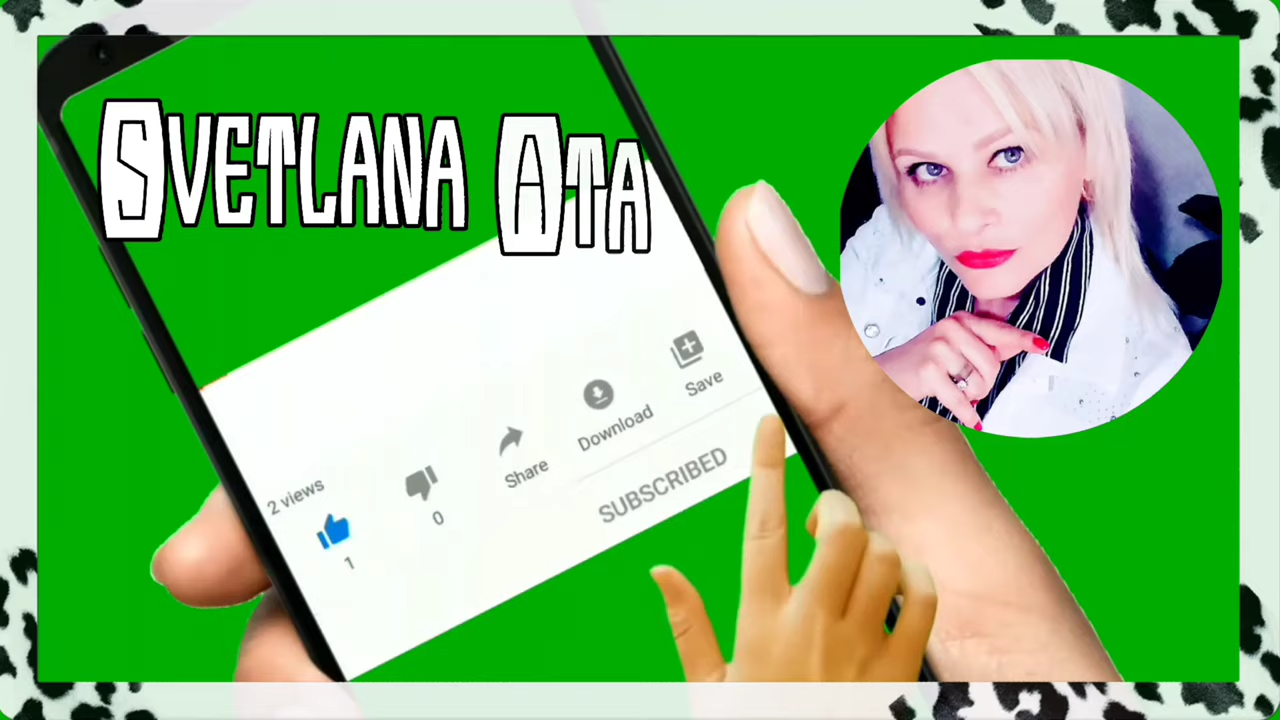 Svetlana Ata
Save
Download
Share
2 views
0
1
SUBSCRIBED